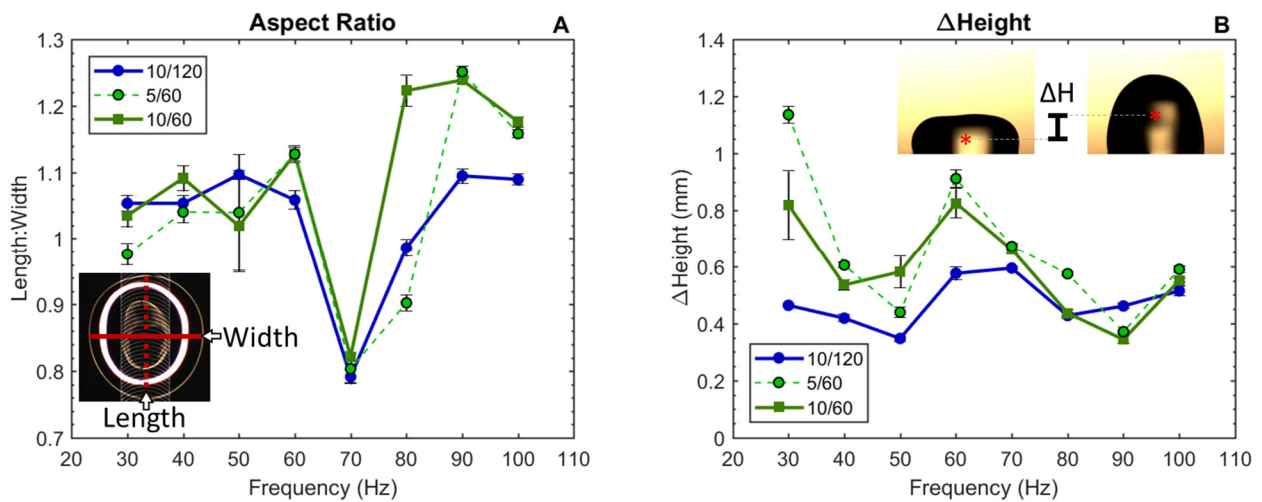 Aspect Ratio
A
1.3
1.2
1.1
1
0.9
0.8
0.7
Length:Width
10/120
5/60
10/60
Width
Length
20 30 40 50 60 70 80 90 100 110
Frequency (Hz)
ΔHeight
B
1.4
1.2
1
0.8
0.6
0.4
0.2
0
ΔHeight (mm)
ΔH
*
*
10/120
5/60
10/60
20 30 40 50 60 70 80 90 100 110
Frequency (Hz)